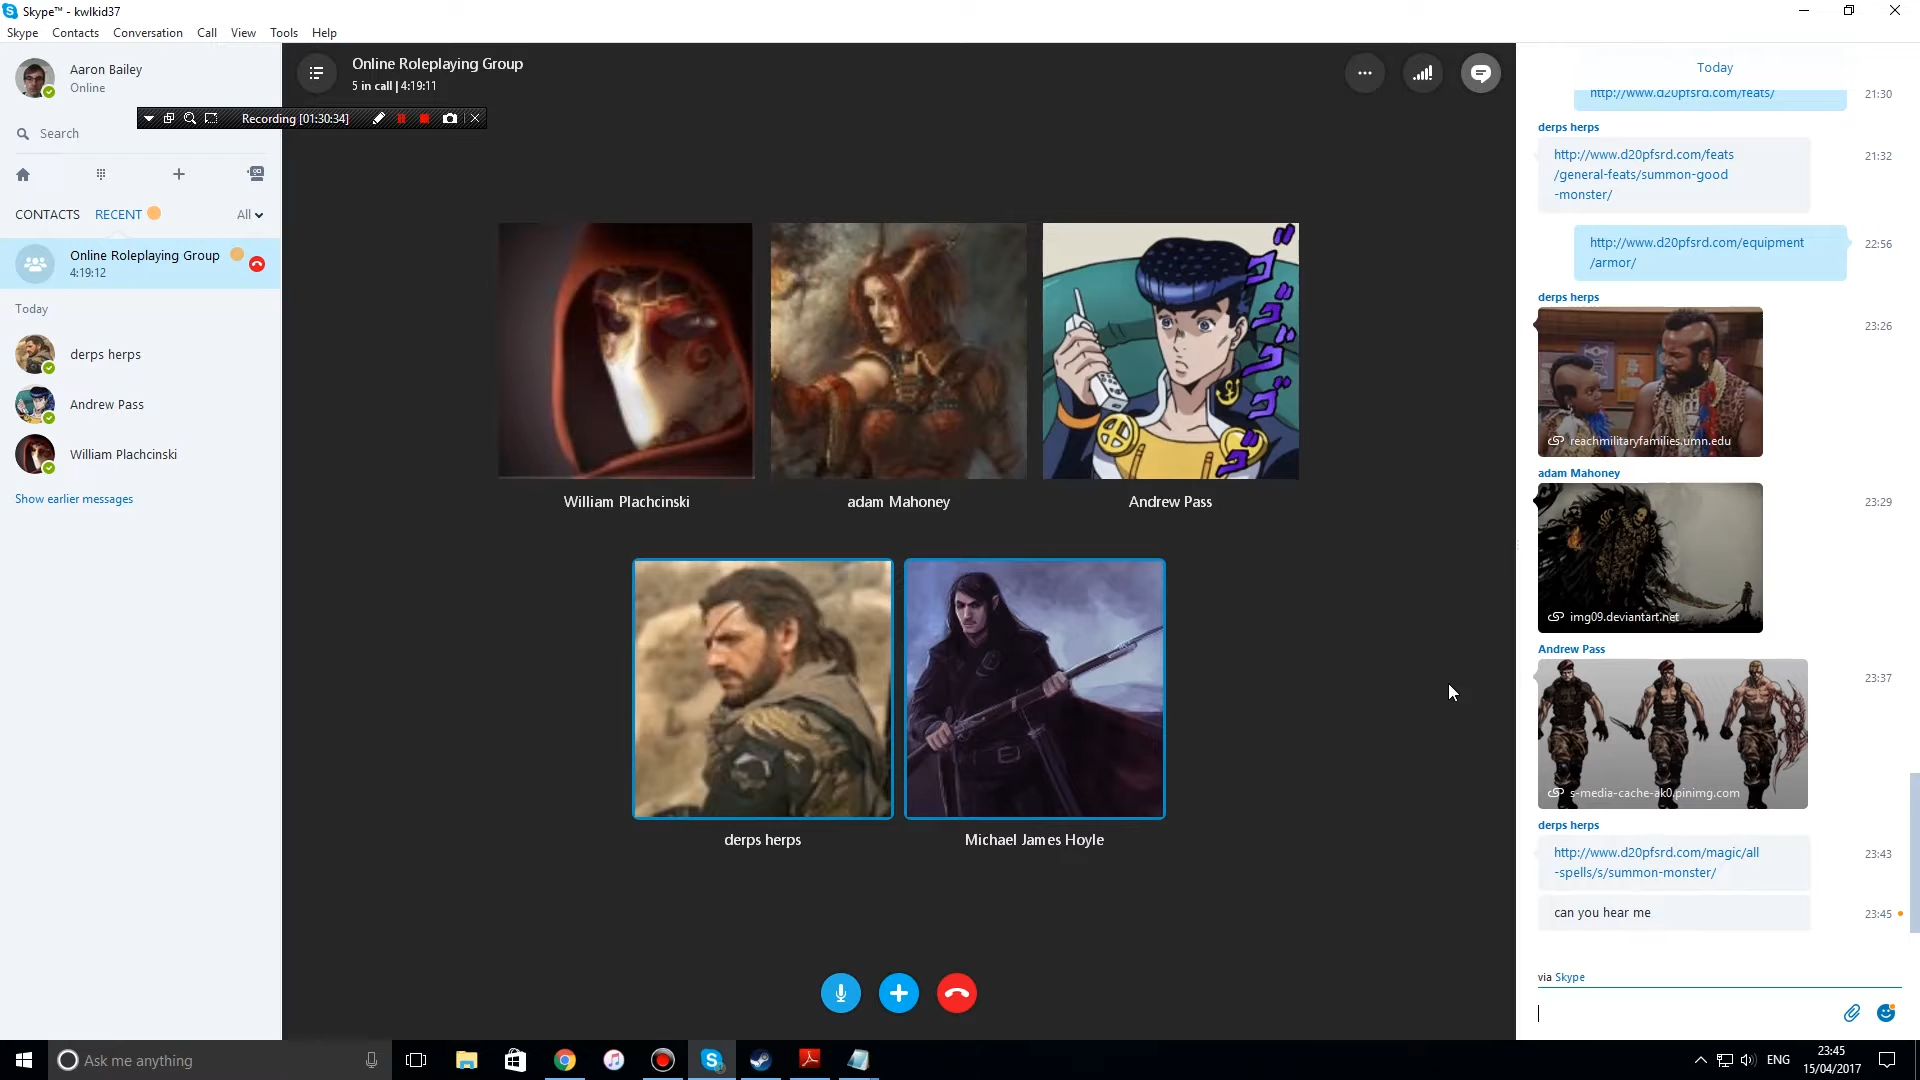 Skype™ - kwlkid37
Skype Contacts Conversation Call View Tools Help
Aaron Bailey
Online
Search
CONTACTS RECENT All
Online Roleplaying Group
4:19:12
Today
derps herps
Andrew Pass
William Plachcinski
Show earlier messages
Recording [01:30:34]
Online Roleplaying Group
5 in call | 4:19:11
William Plachcinski
adam Mahoney
ゴゴゴゴゴ
Andrew Pass
derps herps
Michael James Hoyle
Today
http://www.d20pfsrd.com/feats/
21:30
derps herps
http://www.d20pfsrd.com/feats
/general-feats/summon-good
-monster/
21:32
http://www.d20pfsrd.com/equipment
/armor/
22:56
derps herps
23:26
reachmilitaryfamilies.umn.edu
adam Mahoney
23:29
img09.deviantart.net
Andrew Pass
23:37
s-media-cache-ak0.pinimg.com
derps herps
http://www.d20pfsrd.com/magic/all
-spells/s/summon-monster/
23:43
can you hear me
23:45
via Skype
Ask me anything
ENG
23:45
15/04/2017